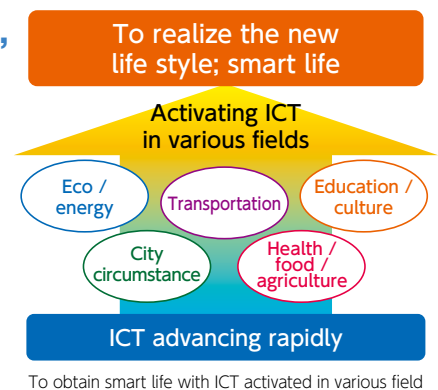 ,
To realize the new
life style; smart life
Activating ICT
in various fields
Eco /
energy
Transportation
Education /
culture
City
circumstance
Health /
food /
agriculture
ICT advancing rapidly
To obtain smart life with ICT activated in various field